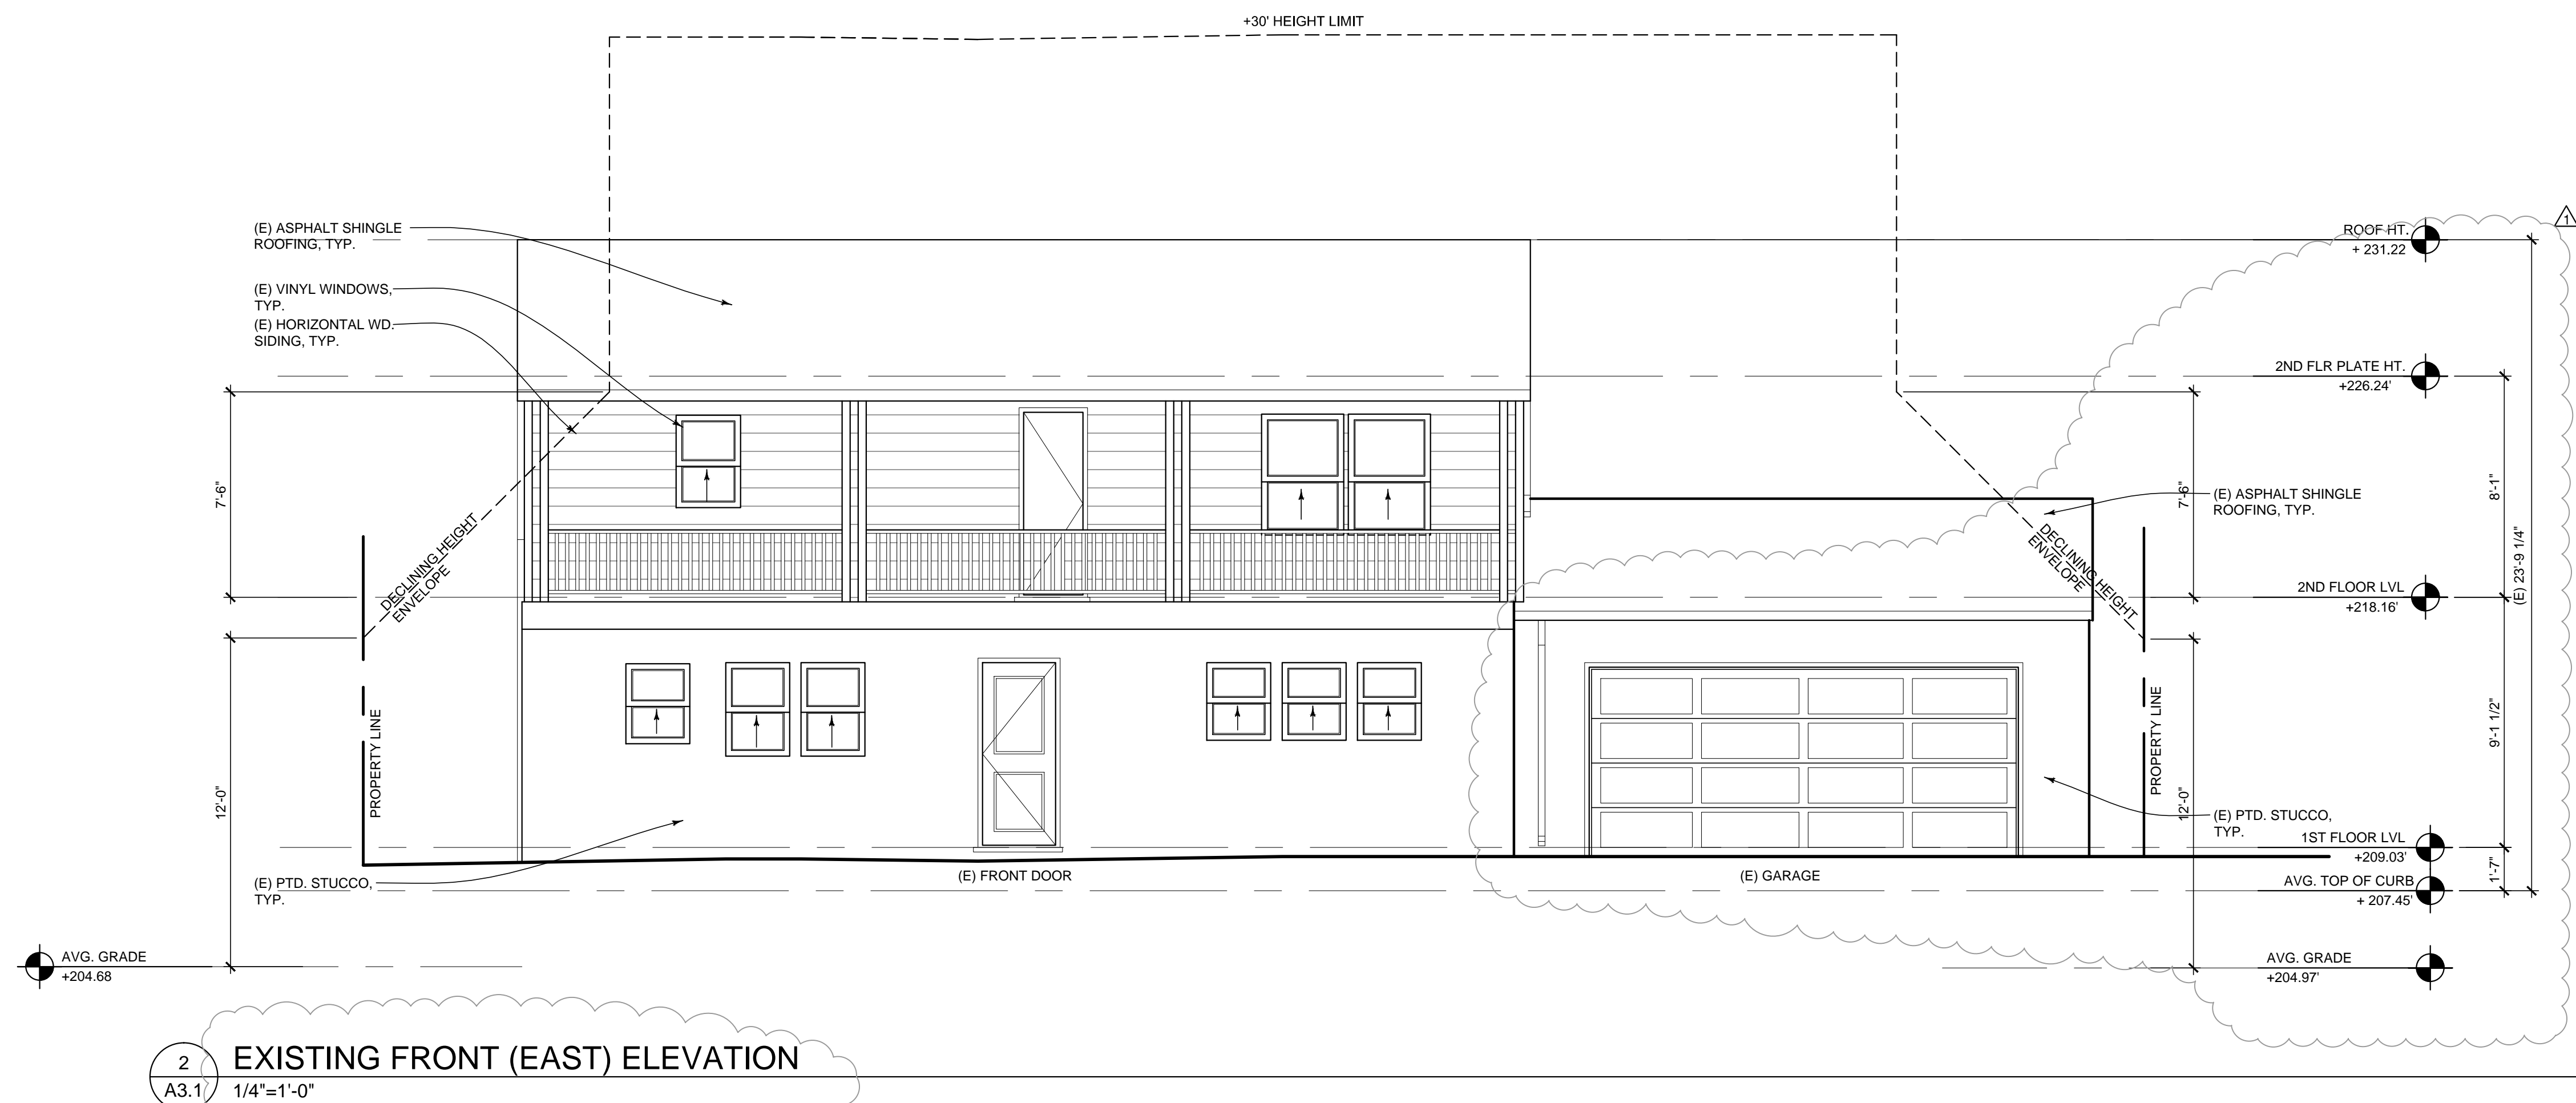 +30' HEIGHT LIMIT
(E) ASPHALT SHINGLE
ROOFING, TYP.
(E) VINYL WINDOWS,
TYP.
(E) HORIZONTAL WD.
SIDING, TYP.
7'-6"
12'-0"
DECLINING HEIGHT
ENVELOPE
PROPERTY LINE
(E) PTD. STUCCO,
TYP.
AVG. GRADE
+204.68
(E) FRONT DOOR
(E) GARAGE
DECLINING HEIGHT
ENVELOPE
PROPERTY LINE
7'-6"
12'-0"
(E) ASPHALT SHINGLE
ROOFING, TYP.
(E) PTD. STUCCO,
TYP.
ROOF HT.
+ 231.22
2ND FLR PLATE HT.
+226.24'
2ND FLOOR LVL
+218.16'
1ST FLOOR LVL
+209.03'
AVG. TOP OF CURB
+ 207.45'
AVG. GRADE
+204.97'
8'-1"
9'-1 1/2"
1'-7"
(E) 23'-9 1/4"
1
2
A3.1
EXISTING FRONT (EAST) ELEVATION
1/4"=1'-0"